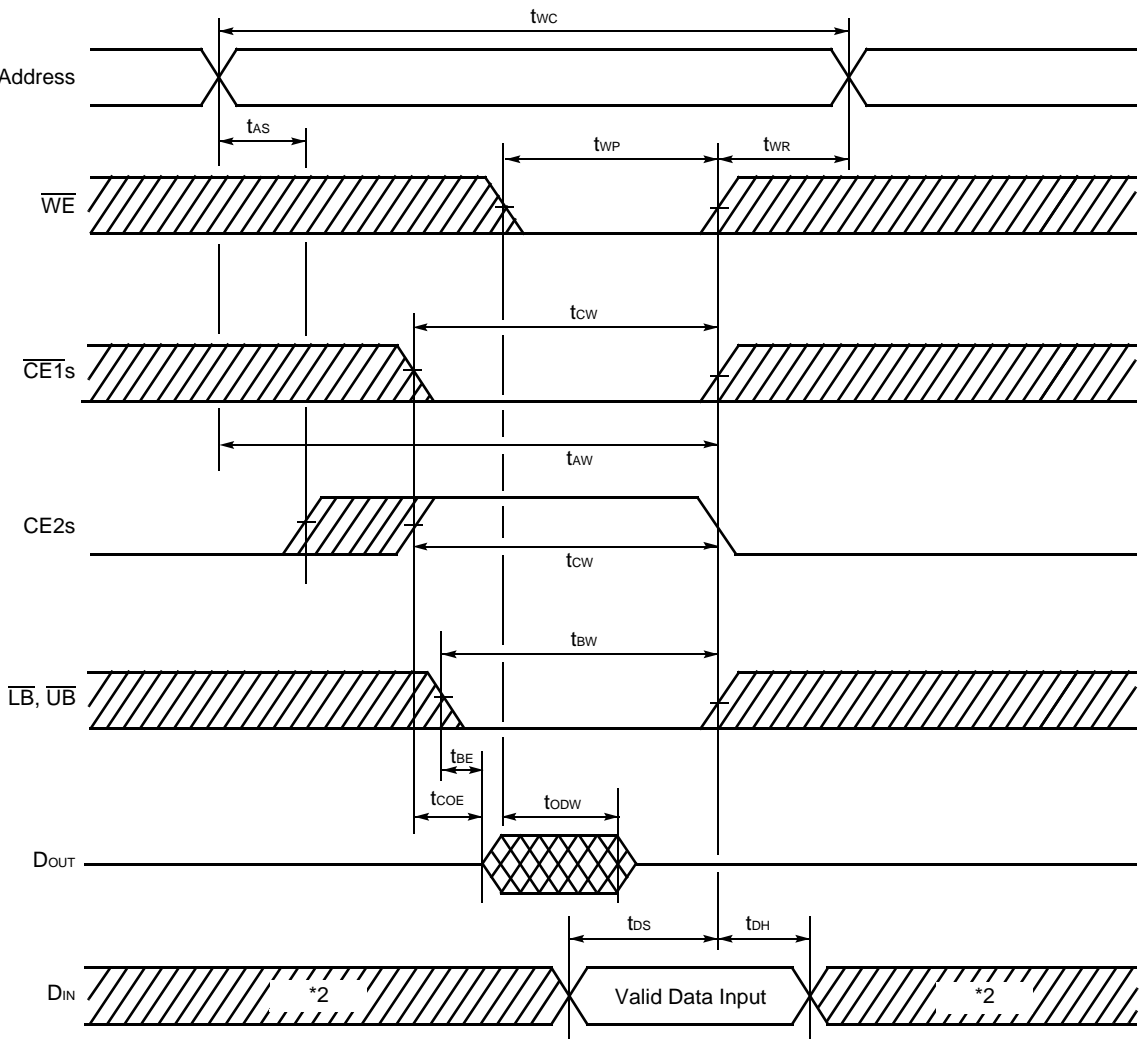 tWC
Address
tAS
tWP
tWR
WE
tCW
CE1s
tAW
CE2s
tCW
tBW
LB, UB
tBE
tCOE
tODW
DOUT
tDS
tDH
DIN
*2
Valid Data Input
*2